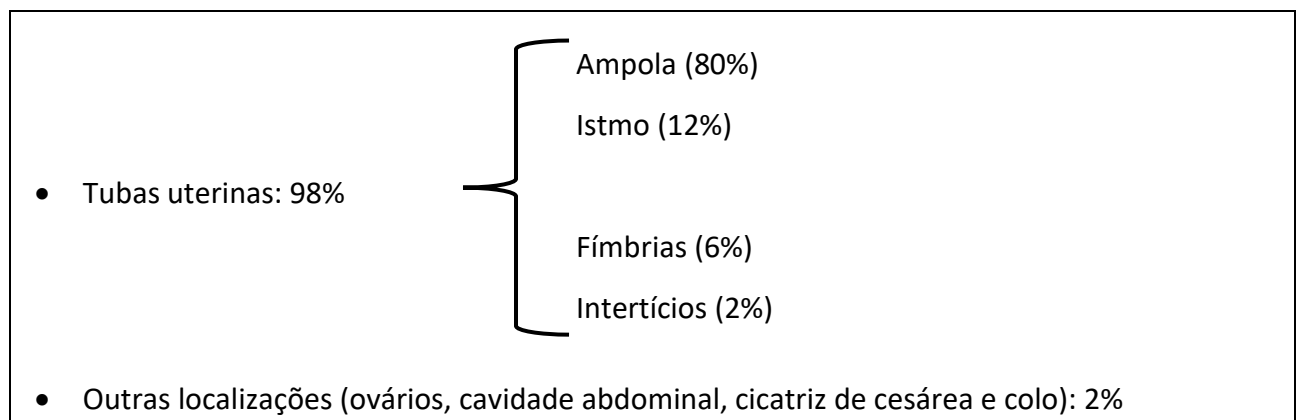 Ampola (80%)
Istmo (12%)
• Tubas uterinas: 98%
Fímbrias (6%)
Intertícios (2%)
• Outras localizações (ovários, cavidade abdominal, cicatriz de cesárea e colo): 2%